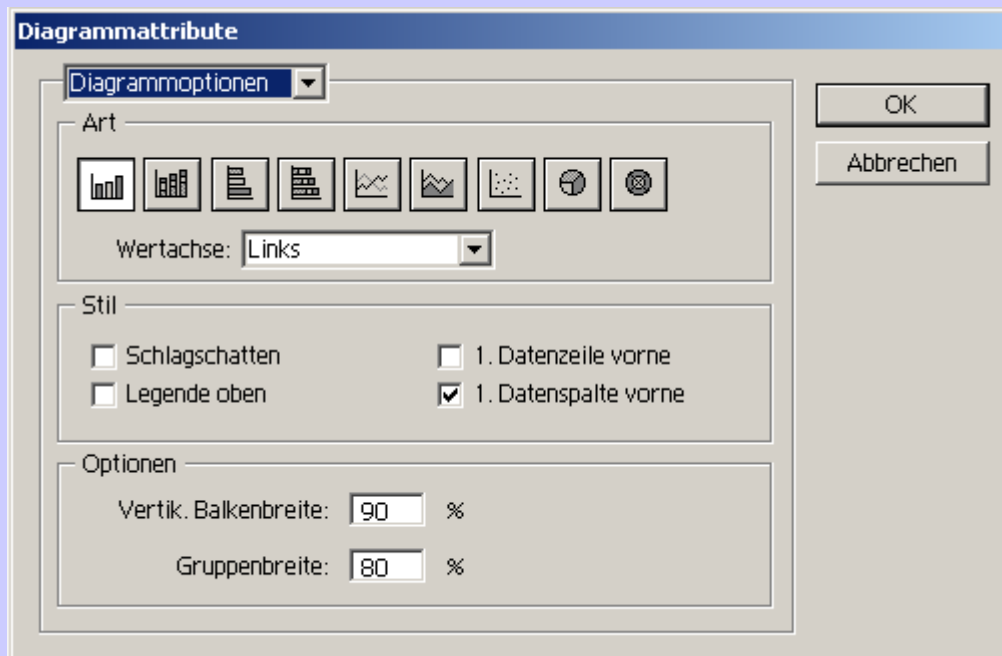 Diagrammattribute
Diagrammoptionen
OK
Abbrechen
Art
Wertachse: Links
Stil
Schlagschatten
1. Datenzeile vorne
Legende oben
1. Datenspalte vorne
Optionen
Vertik. Balkenbreite: 90 %
Gruppenbreite: 80 %